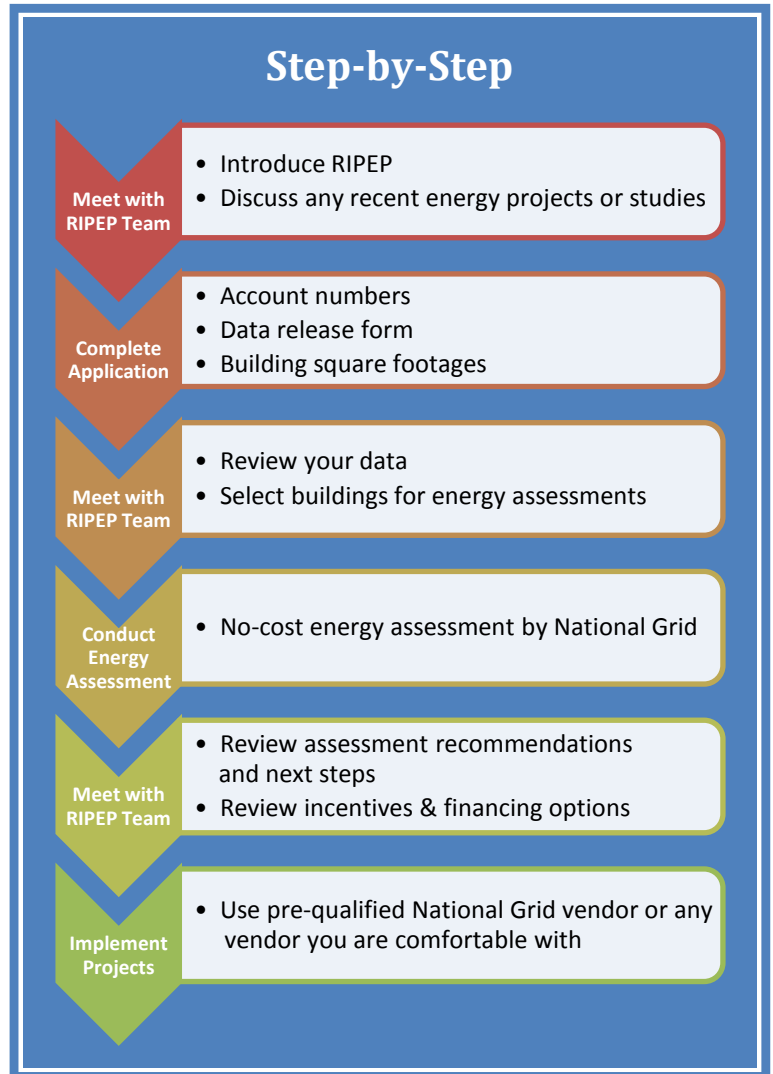 Step-by-Step
Meet with
RIPEP Team
• Introduce RIPEP
• Discuss any recent energy projects or studies
Complete
Application
• Account numbers
• Data release form
• Building square footages
Meet with
RIPEP Team
• Review your data
• Select buildings for energy assessments
Conduct
Energy
Assessment
• No-cost energy assessment by National Grid
Meet with
RIPEP Team
• Review assessment recommendations
and next steps
• Review incentives & financing options
Implement
Projects
• Use pre-qualified National Grid vendor or any
vendor you are comfortable with